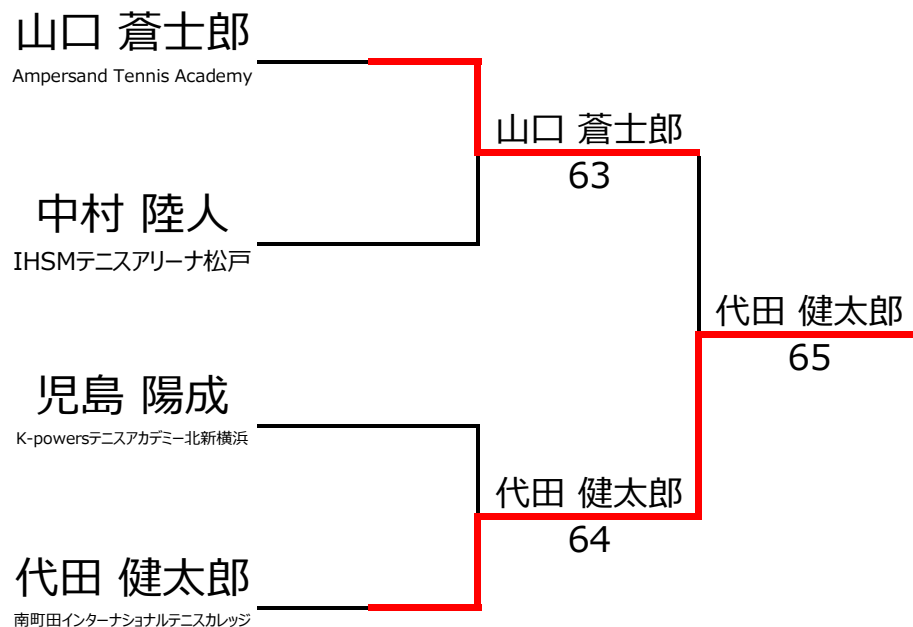 山口 蒼士郎
Ampersand Tennis Academy
山口 蒼士郎
63
中村 陸人
IHSMテニスアリーナ松戸
代田 健太郎
65
児島 陽成
K-powersテニスアカデミー北新横浜
代田 健太郎
64
代田 健太郎
南町田インターナショナルテニスカレッジ